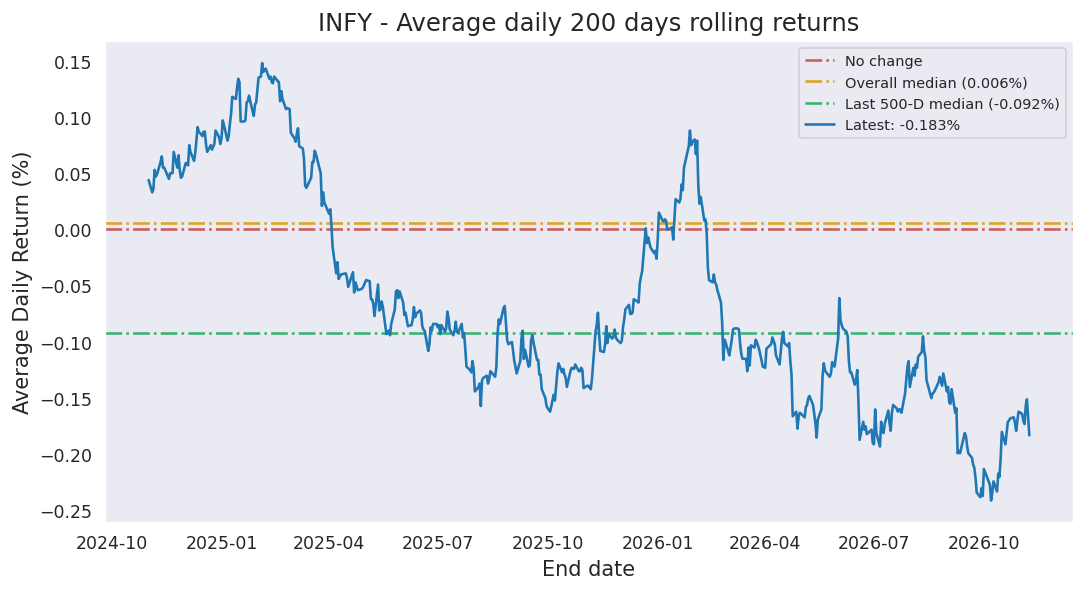 INFY - Average daily 200 days rolling returns
No change
Overall median (0.006%)
Last 500-D median (-0.092%)
Latest: -0.183%
Average Daily Return (%)
0.15
0.10
0.05
0.00
−0.05
−0.10
−0.15
−0.20
−0.25
2024-10 2025-01 2025-04 2025-07 2025-10 2026-01 2026-04 2026-07 2026-10
End date